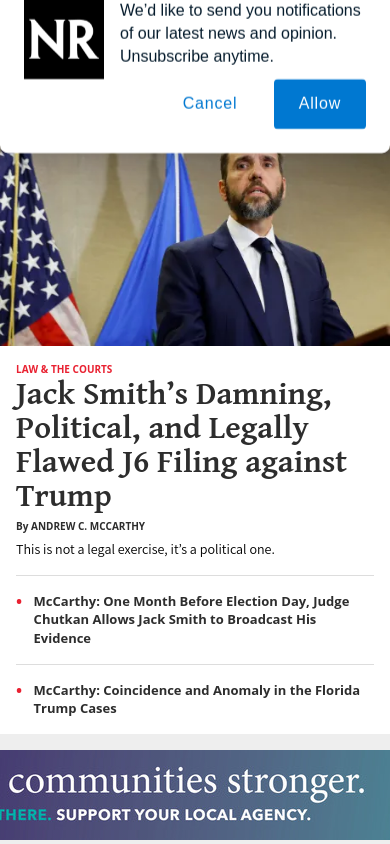 NR
We’d like to send you notifications
of our latest news and opinion.
Unsubscribe anytime.
Cancel
Allow
LAW & THE COURTS
Jack Smith’s Damning,
Political, and Legally
Flawed J6 Filing against
Trump
By ANDREW C. MCCARTHY
This is not a legal exercise, it’s a political one.
McCarthy: One Month Before Election Day, Judge
Chutkan Allows Jack Smith to Broadcast His
Evidence
McCarthy: Coincidence and Anomaly in the Florida
Trump Cases
communities stronger.
THERE. SUPPORT YOUR LOCAL AGENCY.